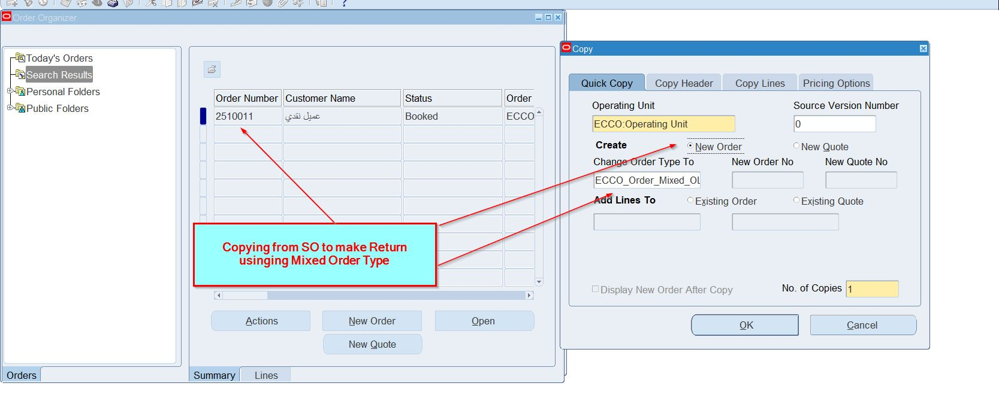 Order Organizer
Today's Orders
Search Results
Personal Folders
Public Folders
Orders
Order Number Customer Name Status Order
2510011 عميل نقدي Booked ECCO
Copying from SO to make Return
usinging Mixed Order Type
Actions New Order Open
New Quote
Summary Lines
Copy
Quick Copy Copy Header Copy Lines Pricing Options
Operating Unit Source Version Number
ECCO:Operating Unit 0
Create New Order New Quote
Change Order Type To New Order No New Quote No
ECCO_Order_Mixed_OL
Add Lines To Existing Order Existing Quote
Display New Order After Copy No. of Copies 1
OK Cancel